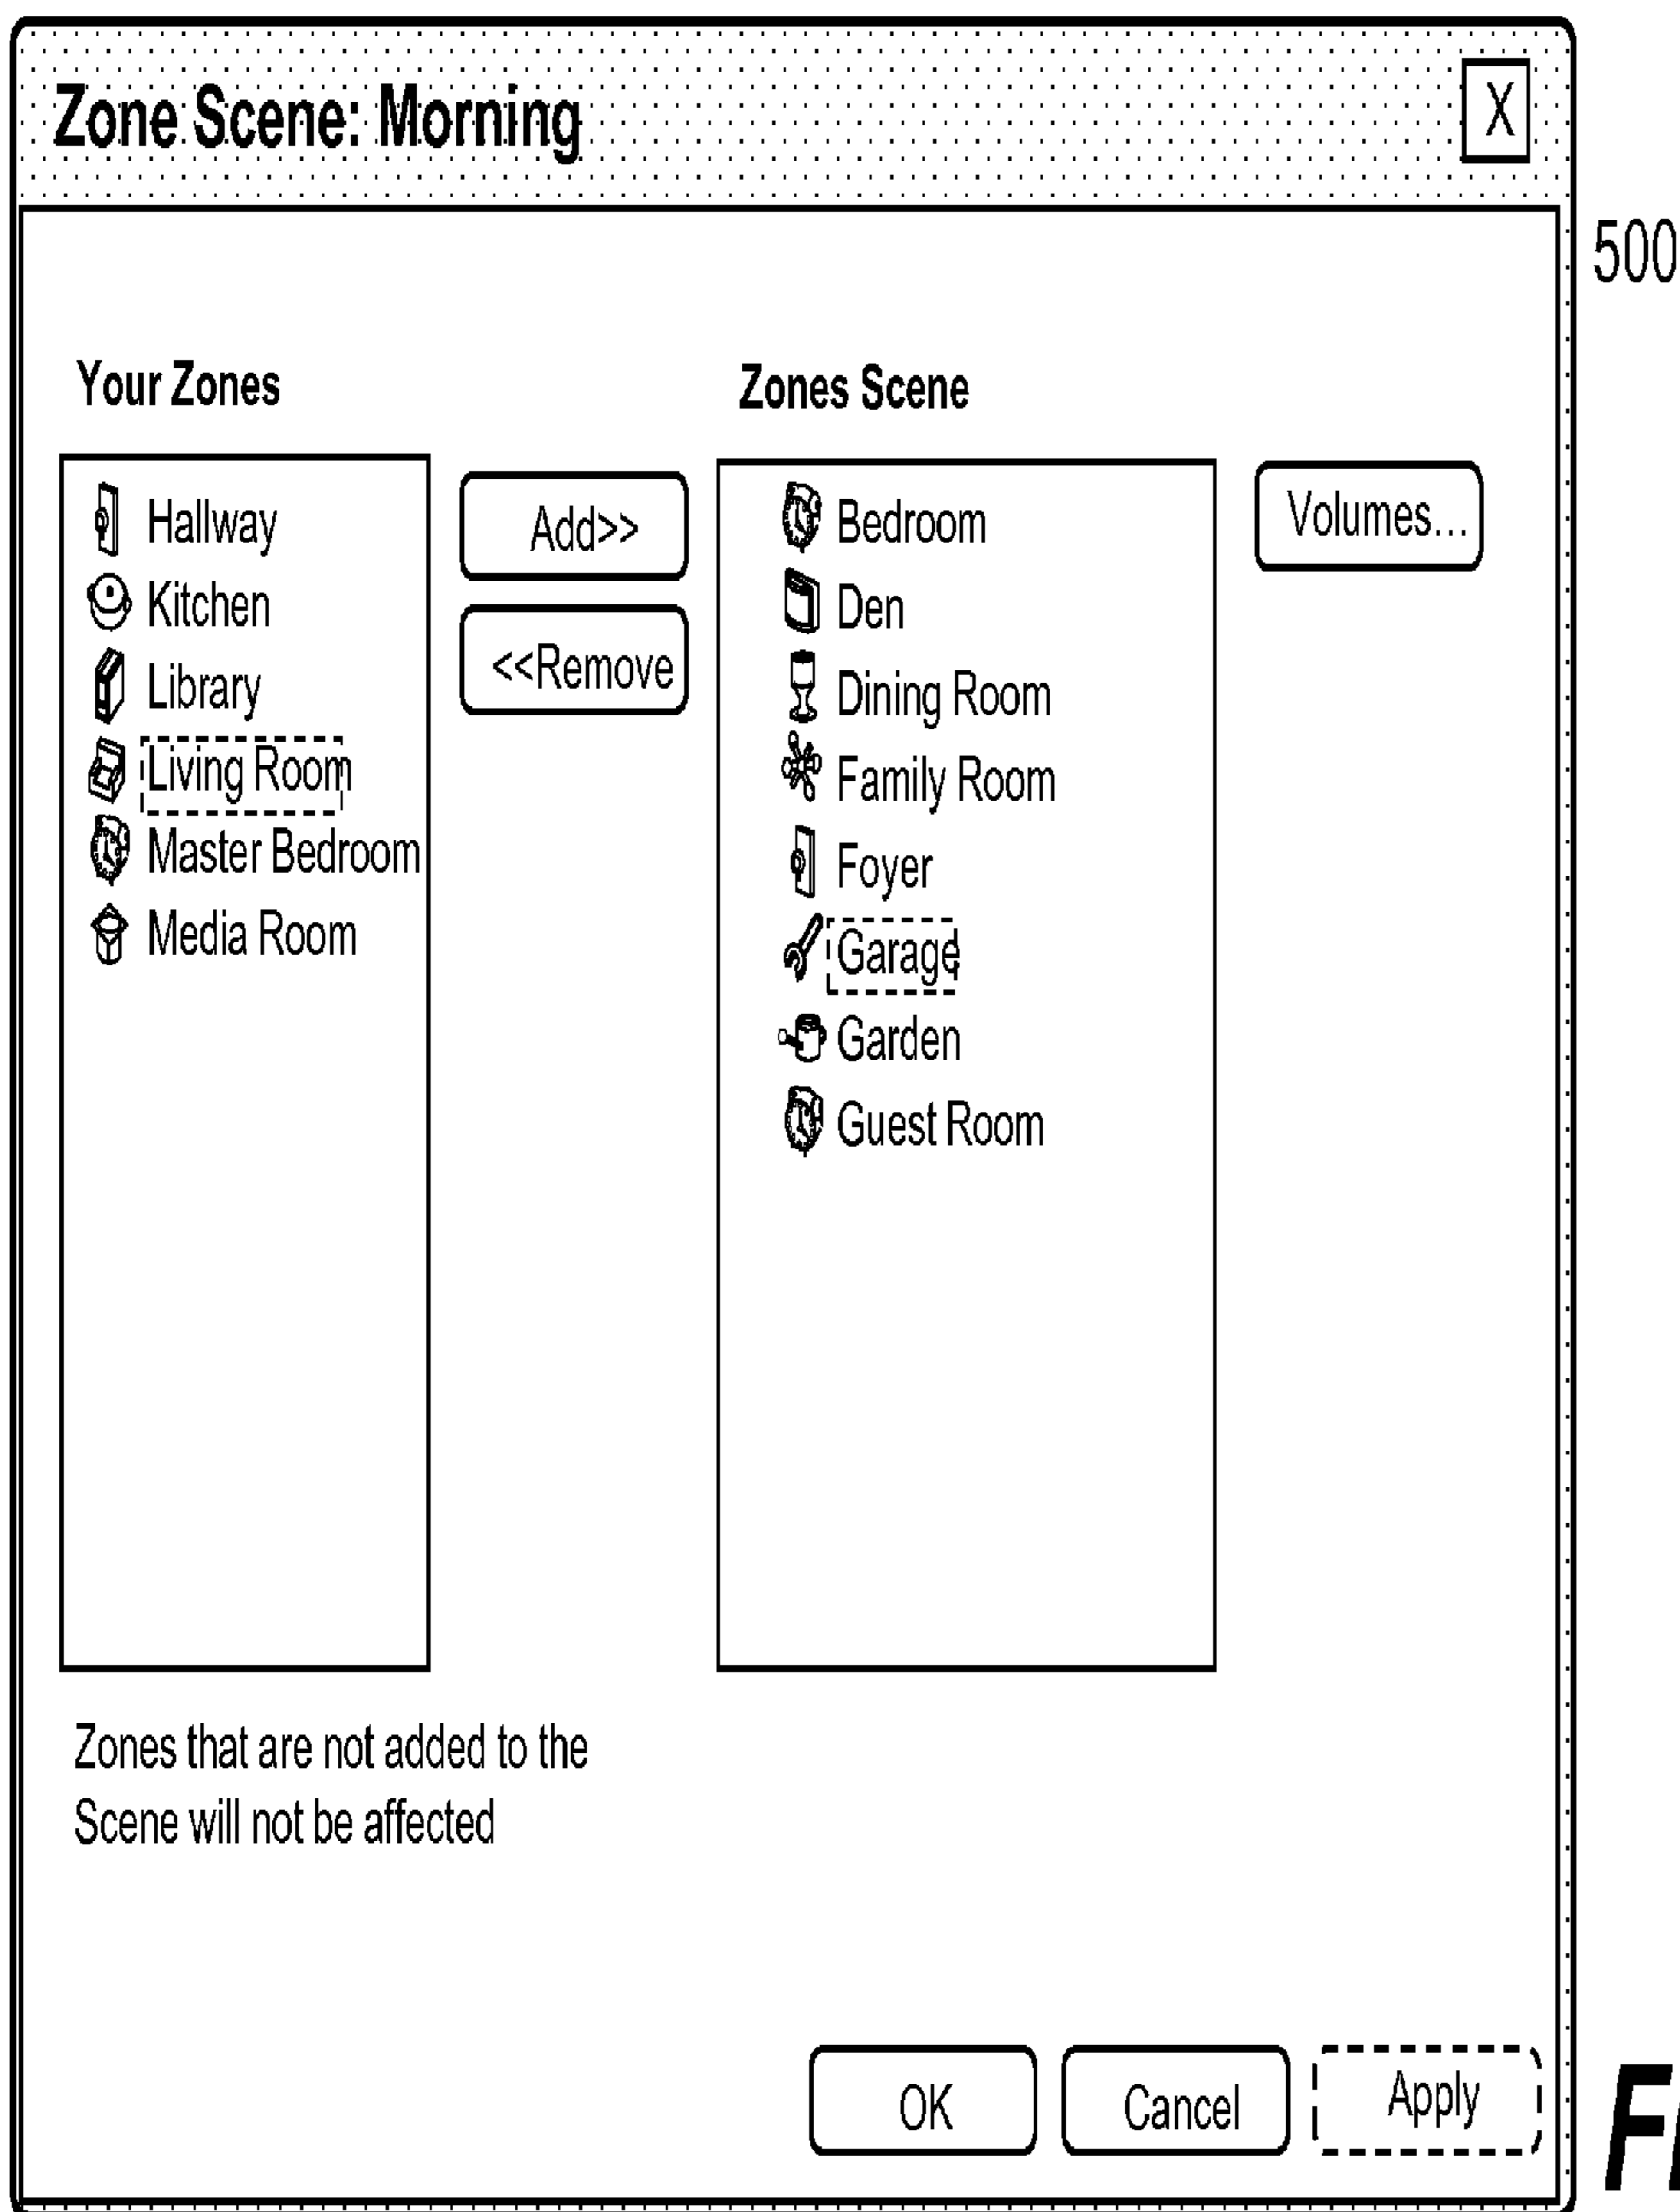 Zone Scene: Morning
X
500
Your Zones
Zones Scene
Hallway
Kitchen
Library
Living Room
Master Bedroom
Media Room
Add>>
<<Remove
Bedroom
Den
Dining Room
Family Room
Foyer
Garage
Garden
Guest Room
Volumes...
Zones that are not added to the
Scene will not be affected
OK
Cancel
Apply